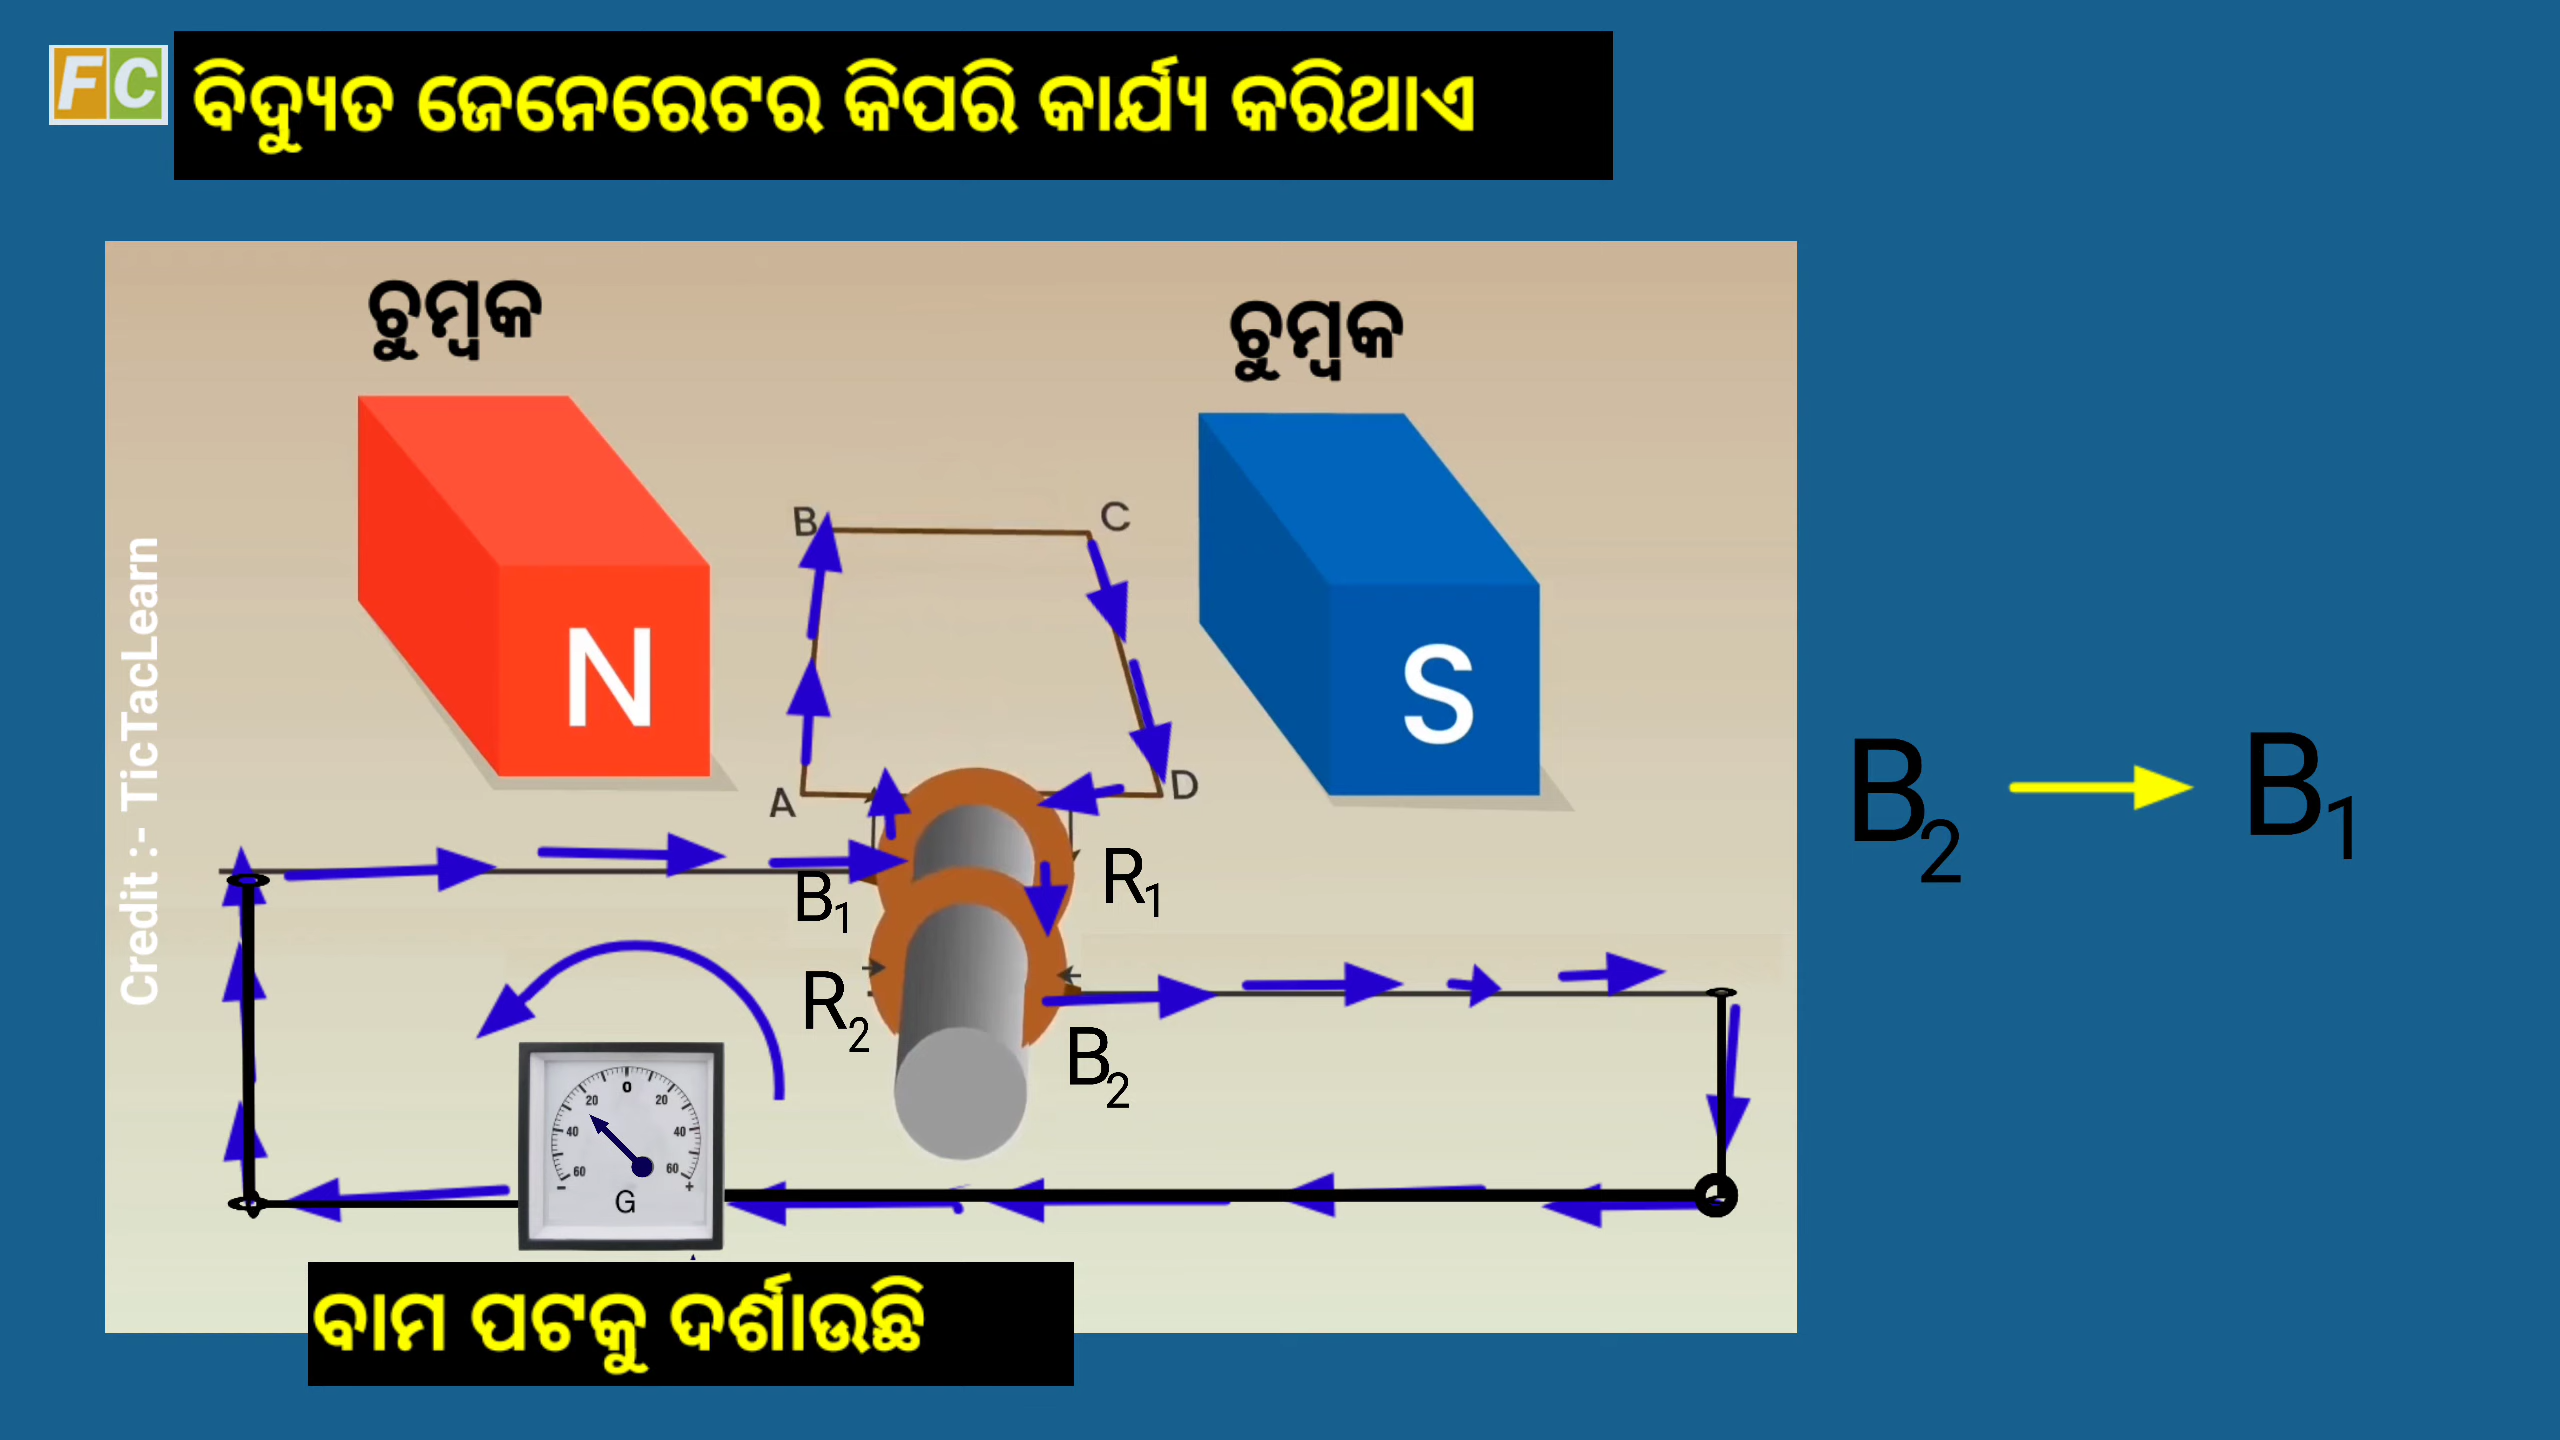 FC
ବିଦ୍ୟୁତ ଜେନେରେଟର କିପରି କାର୍ଯ୍ୟ କରିଥାଏ
ଚୁମ୍ବକ
ଚୁମ୍ବକ
N
S
B
C
A
D
Credit :- TicTacLearn
B2 → B1
B1
R1
R2
B2
0
20 20
40 40
60 60
- +
G
ବାମ ପଟକୁ ଦର୍ଶାଉଛି